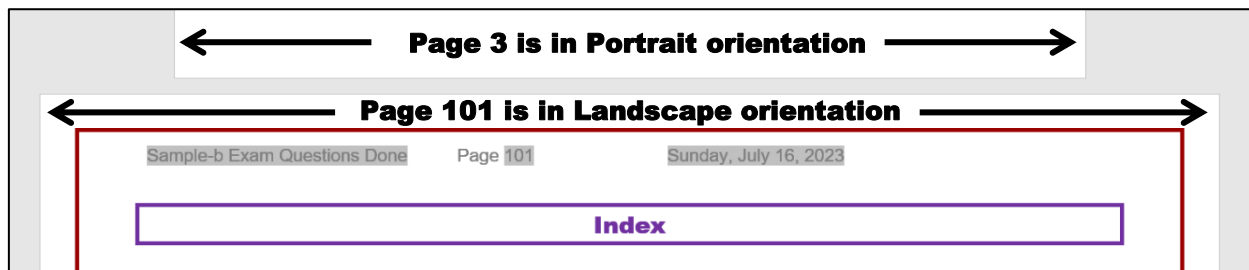 Page 3 is in Portrait orientation
Page 101 is in Landscape orientation
Sample-b Exam Questions Done Page 101 Sunday, July 16, 2023
Index